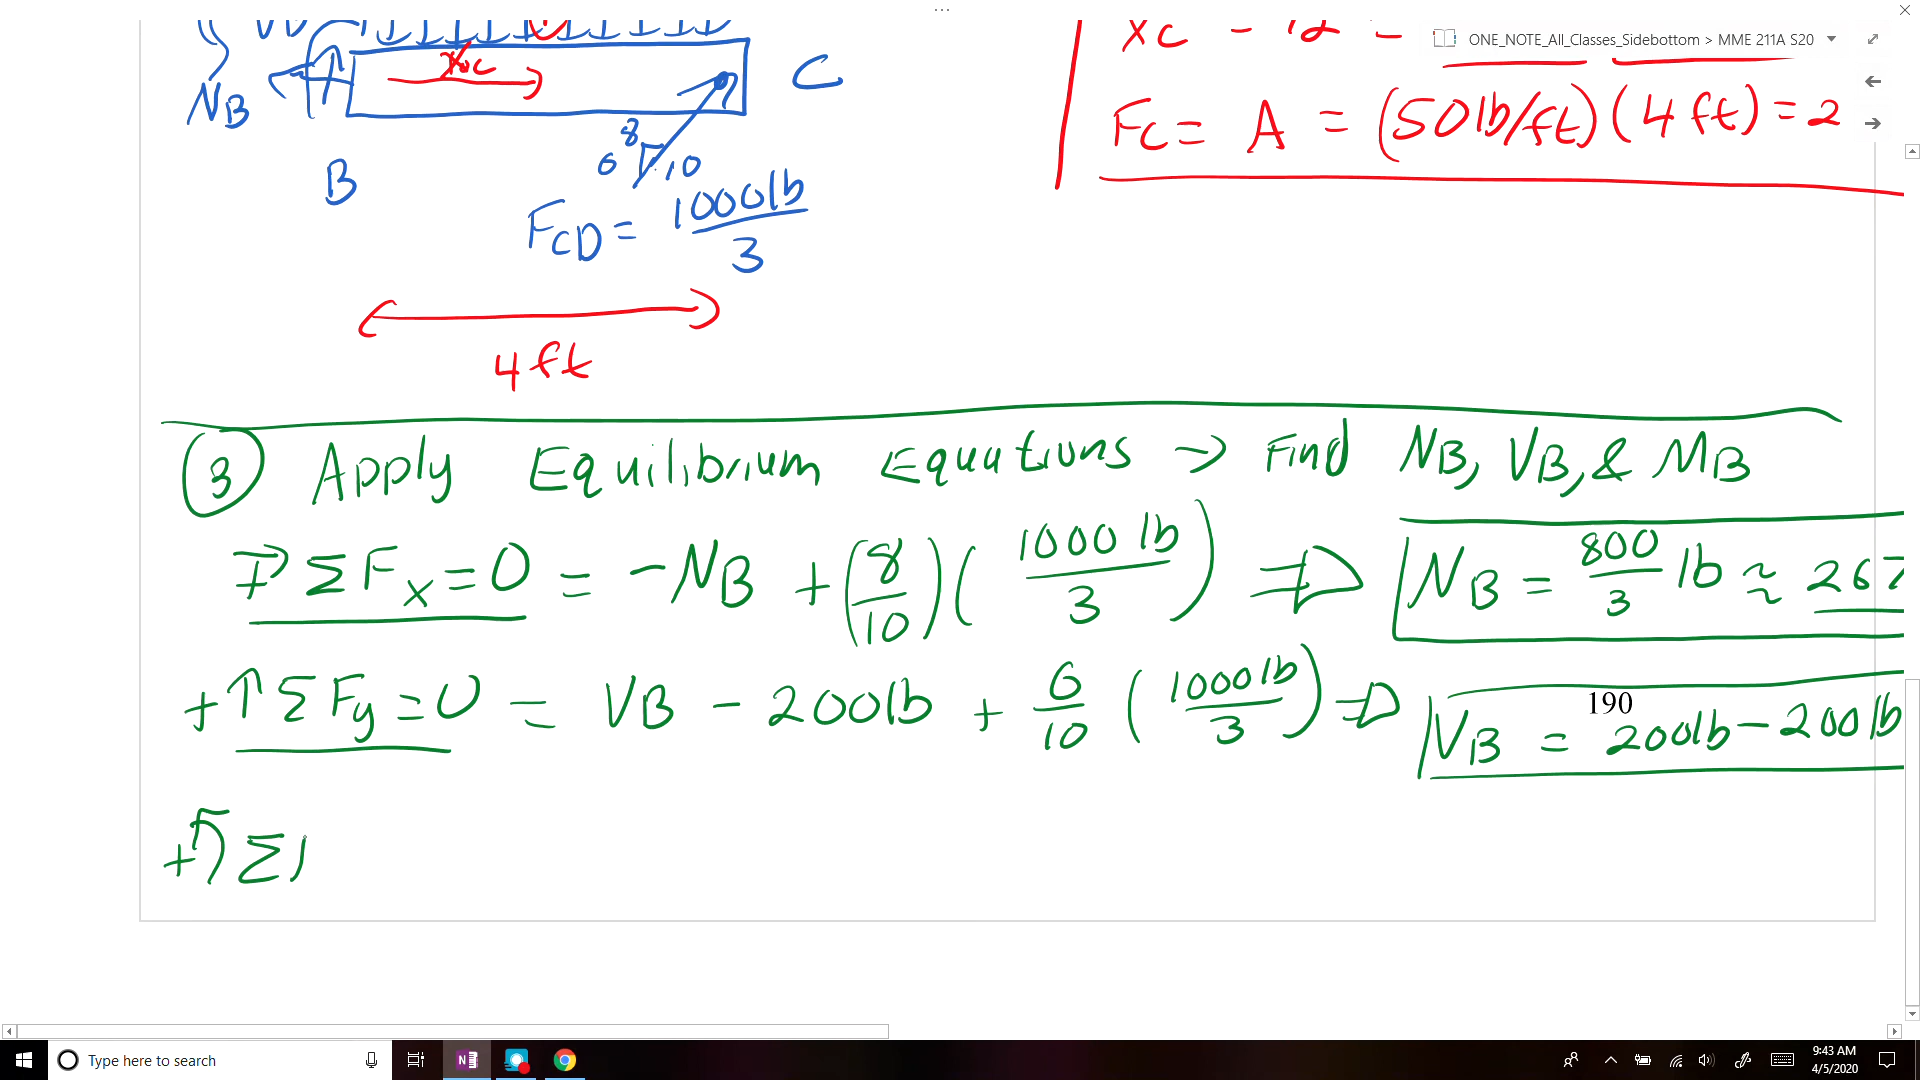 ONE_NOTE_All_Classes_Sidebottom > MME 211A S20
xc
NB
C
Fc = A = (50lb/ft)(4ft) = 2
8
6
10
B
FCD = 1000lb/3
4ft
③ Apply Equilibrium Equations → Find NB, VB, & MB
+→ ΣFx = 0 = -NB + (8/10)(1000 lb/3) ⇒ NB = 800/3 lb ≈ 267
+↑ ΣFy = 0 = VB - 200lb + 6/10 (1000lb/3) ⇒ VB = 200lb - 200lb
190
+↰ Σ
Type here to search
9:43 AM
4/5/2020